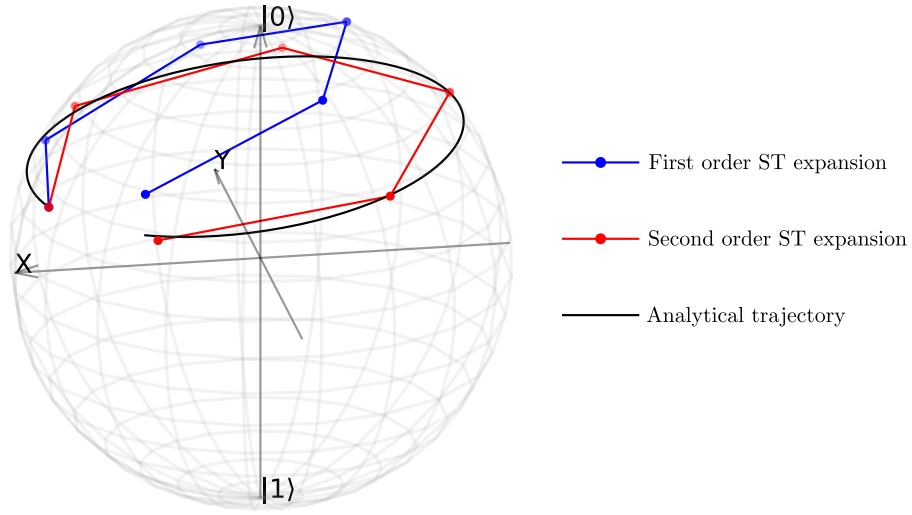 |0⟩
Y
X
|1⟩
First order ST expansion
Second order ST expansion
Analytical trajectory